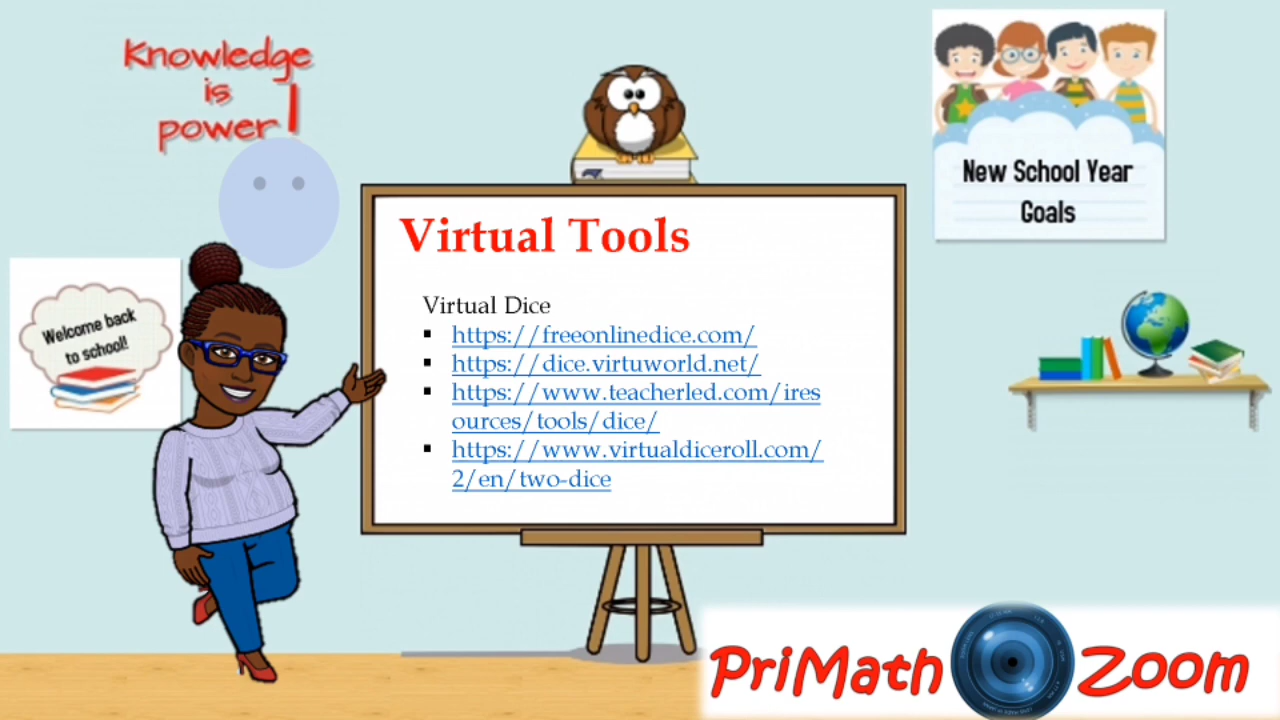 Knowledge
is
power!
New School Year
Goals
Welcome back
to school!
Virtual Tools
Virtual Dice
▪ https://freeonlinedice.com/
▪ https://dice.virtuworld.net/
▪ https://www.teacherled.com/ires
ources/tools/dice/
▪ https://www.virtualdiceroll.com/
2/en/two-dice
PriMath Zoom